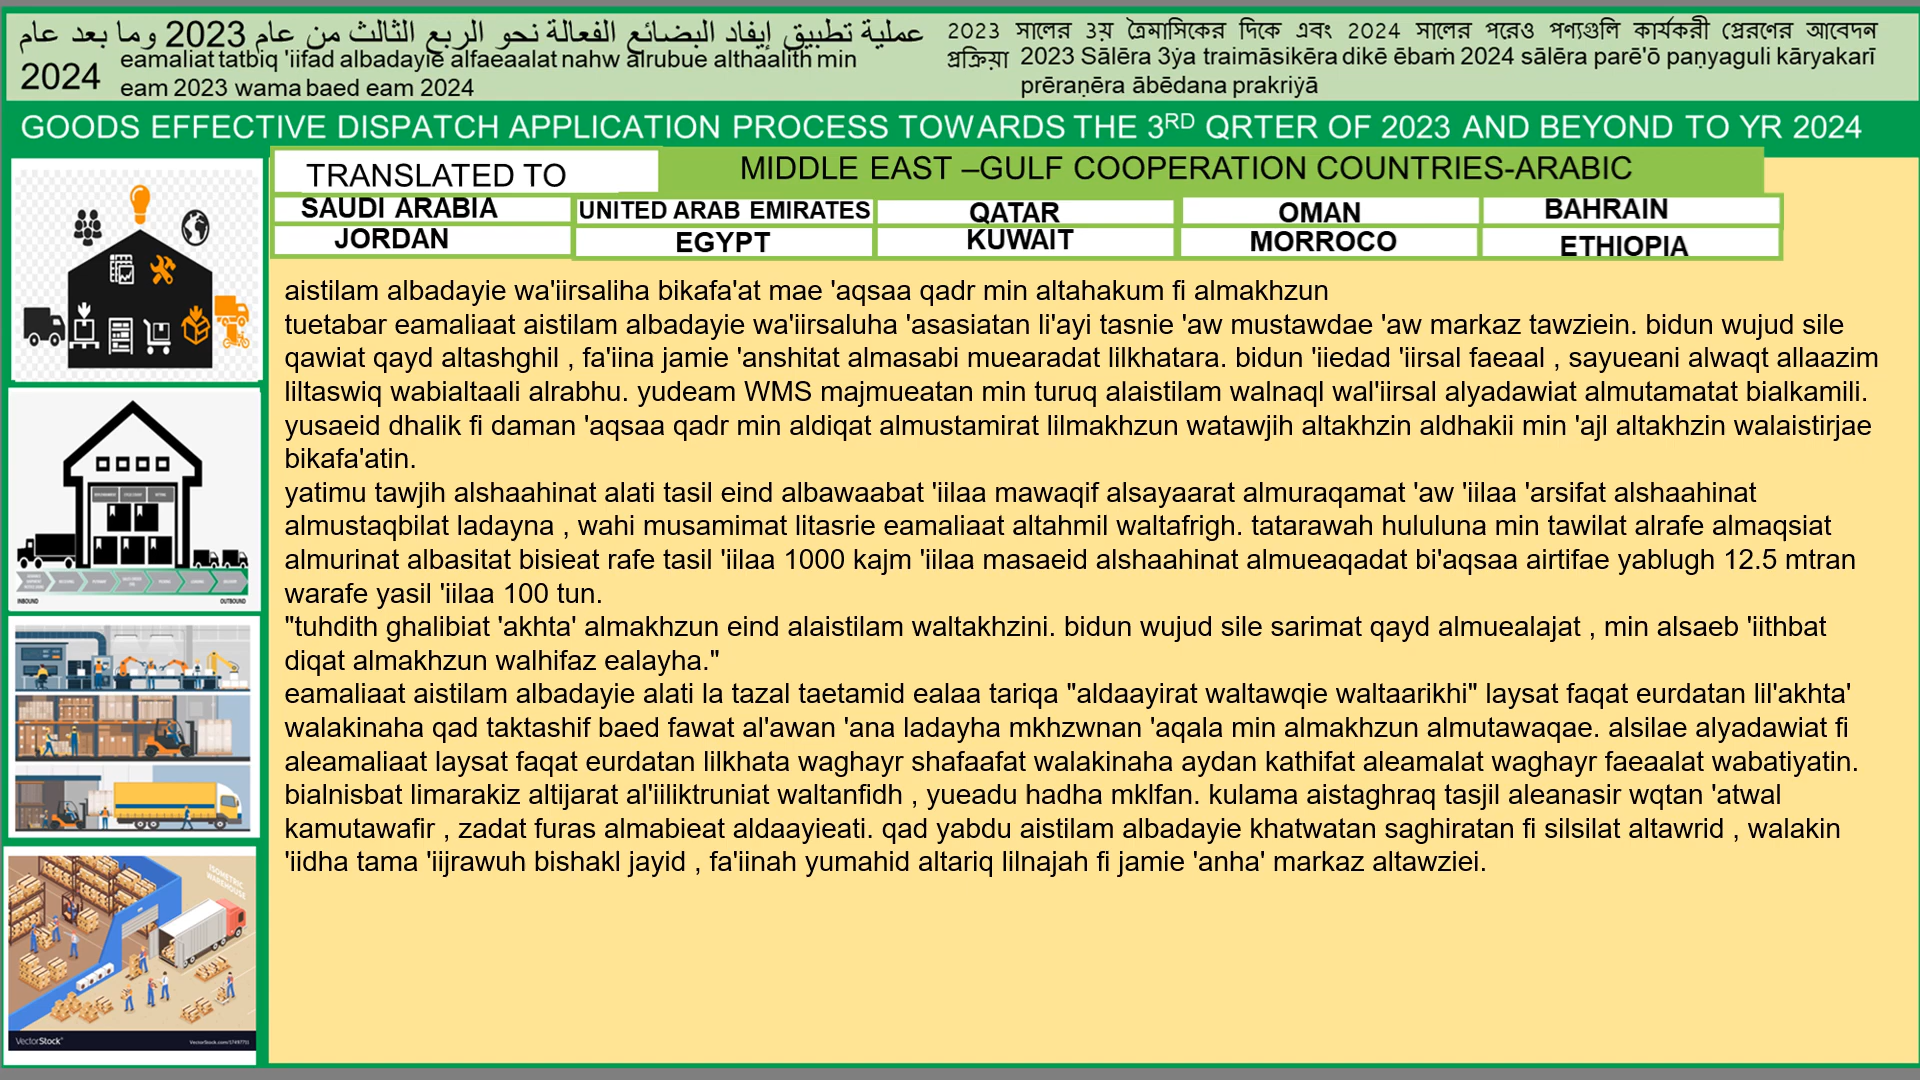 عملية تطبيق إيفاد البضائع الفعالة نحو الربع الثالث من عام 2023 وما بعد عام
2024
eamaliat tatbiq 'iifad albadayie alfaeaalat nahw alrubue althaalith min
eam 2023 wama baed eam 2024
2023 সালের 3য় ত্রৈমাসিকের দিকে এবং 2024 সালের পরেও পণ্যগুলি কার্যকরী প্রেরণের আবেদন
প্রক্রিয়া
2023 Sālēra 3ẏa traimāsikēra dikē ēbaṁ 2024 sālēra parē'ō paṇyaguli kāryakarī
prēraṇēra ābēdana prakriẏā
GOODS EFFECTIVE DISPATCH APPLICATION PROCESS TOWARDS THE 3RD QRTER OF 2023 AND BEYOND TO YR 2024
TRANSLATED TO
MIDDLE EAST –GULF COOPERATION COUNTRIES-ARABIC
SAUDI ARABIA UNITED ARAB EMIRATES QATAR OMAN BAHRAIN
JORDAN EGYPT KUWAIT MORROCO ETHIOPIA
aistilam albadayie wa'iirsaliha bikafa'at mae 'aqsaa qadr min altahakum fi almakhzun
tuetabar eamaliaat aistilam albadayie wa'iirsaluha 'asasiatan li'ayi tasnie 'aw mustawdae 'aw markaz tawziein. bidun wujud sile
qawiat qayd altashghil , fa'iina jamie 'anshitat almasabi muearadat lilkhatara. bidun 'iiedad 'iirsal faeaal , sayueani alwaqt allaazim
liltaswiq wabialtaali alrabhu. yudeam WMS majmueatan min turuq alaistilam walnaql wal'iirsal alyadawiat almutamatat bialkamili.
yusaeid dhalik fi daman 'aqsaa qadr min aldiqat almustamirat lilmakhzun watawjih altakhzin aldhakii min 'ajl altakhzin walaistirjae
bikafa'atin.
yatimu tawjih alshaahinat alati tasil eind albawaabat 'iilaa mawaqif alsayaarat almuraqamat 'aw 'iilaa 'arsifat alshaahinat
almustaqbilat ladayna , wahi musamimat litasrie eamaliaat altahmil waltafrigh. tatarawah hululuna min tawilat alrafe almaqsiat
almurinat albasitat bisieat rafe tasil 'iilaa 1000 kajm 'iilaa masaeid alshaahinat almueaqadat bi'aqsaa airtifae yablugh 12.5 mtran
warafe yasil 'iilaa 100 tun.
"tuhdith ghalibiat 'akhta' almakhzun eind alaistilam waltakhzini. bidun wujud sile sarimat qayd almuealajat , min alsaeb 'iithbat
diqat almakhzun walhifaz ealayha."
eamaliaat aistilam albadayie alati la tazal taetamid ealaa tariqa "aldaayirat waltawqie waltaarikhi" laysat faqat eurdatan lil'akhta'
walakinaha qad taktashif baed fawat al'awan 'ana ladayha mkhzwnan 'aqala min almakhzun almutawaqae. alsilae alyadawiat fi
aleamaliaat laysat faqat eurdatan lilkhata waghayr shafaafat walakinaha aydan kathifat aleamalat waghayr faeaalat wabatiyatin.
bialnisbat limarakiz altijarat al'iiliktruniat waltanfidh , yueadu hadha mklfan. kulama aistaghraq tasjil aleanasir wqtan 'atwal
kamutawafir , zadat furas almabieat aldaayieati. qad yabdu aistilam albadayie khatwatan saghiratan fi silsilat altawrid , walakin
'iidha tama 'iijrawuh bishakl jayid , fa'iinah yumahid altariq lilnajah fi jamie 'anha' markaz altawziei.
INBOUND OUTBOUND
ISOMETRIC
WAREHOUSE
VectorStock®